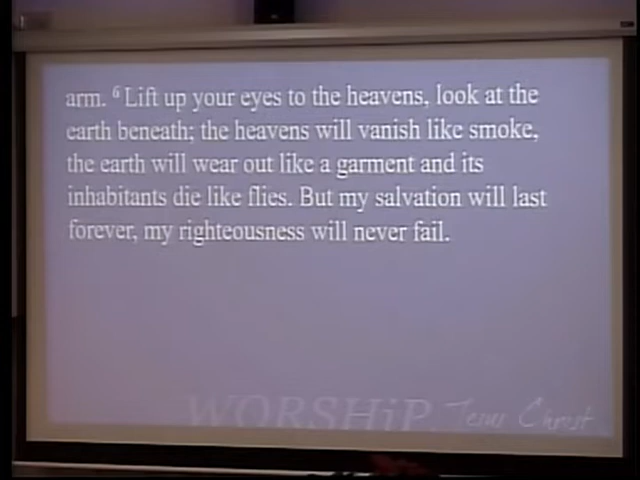 arm. ⁶ Lift up your eyes to the heavens, look at the
earth beneath; the heavens will vanish like smoke,
the earth will wear out like a garment and its
inhabitants die like flies. But my salvation will last
forever, my righteousness will never fail.
WORSHiP Jesus Christ